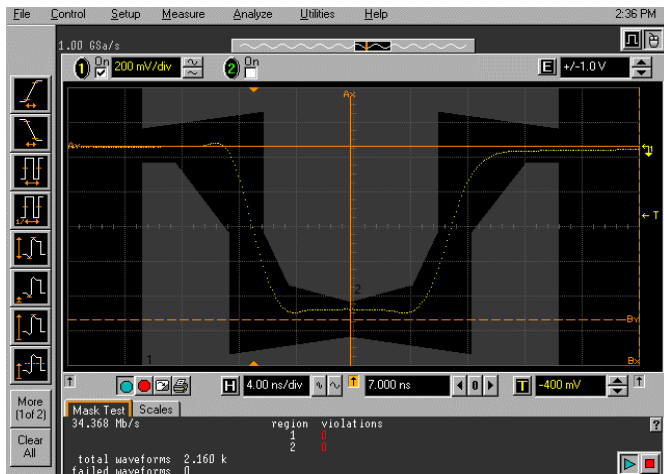 File Control Setup Measure Analyze Utilities Help 2:36 PM
1.00 GSa/s
1 On 200 mV/div 2 On E +/-1.0 V
Ax
Ay
1
T
2
By
1
Bx
H 4.00 ns/div 7.000 ns 0 T -400 mV
More
(1 of 2)
Clear
All
Mask Test Scales
34.368 Mb/s region violations ?
1 0
2 0
total waveforms 2.160 k
failed waveforms 0